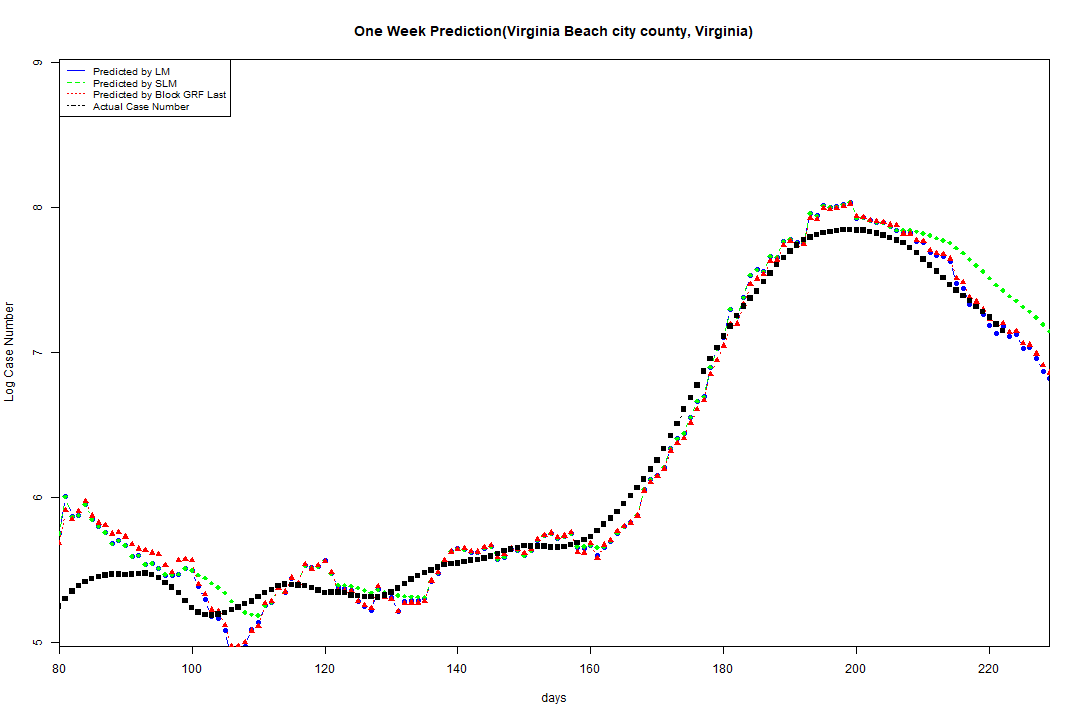 One Week Prediction(Virginia Beach city county, Virginia)
Predicted by LM
Predicted by SLM
Predicted by Block GRF Last
Actual Case Number
9
8
7
6
5
Log Case Number
80 100 120 140 160 180 200 220
days